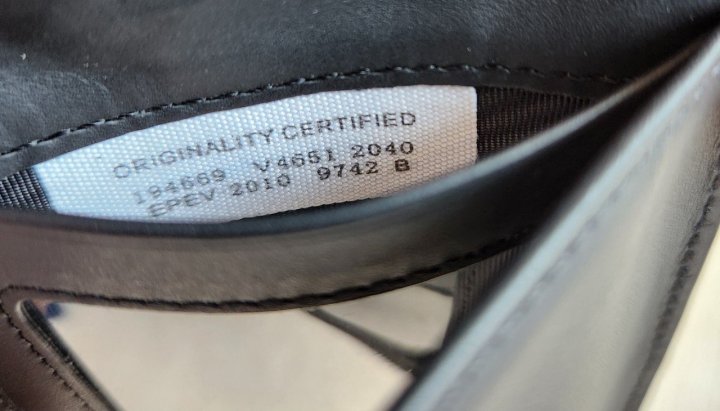 ORIGINALITY CERTIFIED
194669 V4651 2040
EPEV 2010 9742 B